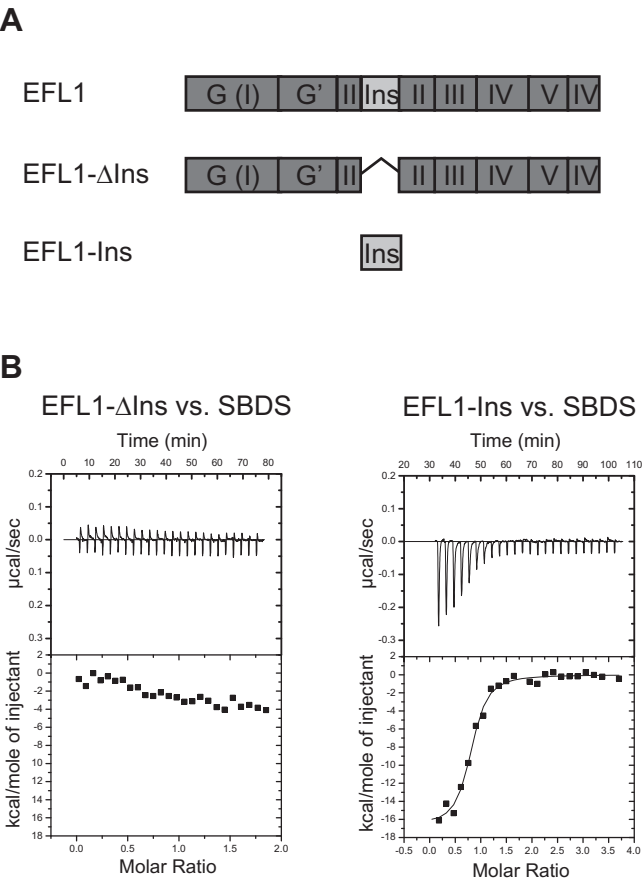 A
EFL1
G (I) G' II Ins II III IV V IV
EFL1-ΔIns
G (I) G' II II III IV V IV
EFL1-Ins
Ins
B
EFL1-ΔIns vs. SBDS
Time (min)
0 10 20 30 40 50 60 70 80
0.2
0.1
0.0
0.1
0.2
0.3
µcal/sec
2
0
-2
-4
-6
-8
-10
12
14
16
18
kcal/mole of injectant
0.0 0.5 1.0 1.5 2.0
Molar Ratio
EFL1-Ins vs. SBDS
Time (min)
20 30 40 50 60 70 80 90 100 110
0.2
0.1
0.0
-0.1
-0.2
-0.3
µcal/sec
2
0
-2
-4
-6
-8
-10
-12
-14
-16
18
kcal/mole of injectant
-0.5 0.0 0.5 1.0 1.5 2.0 2.5 3.0 3.5 4.0
Molar Ratio